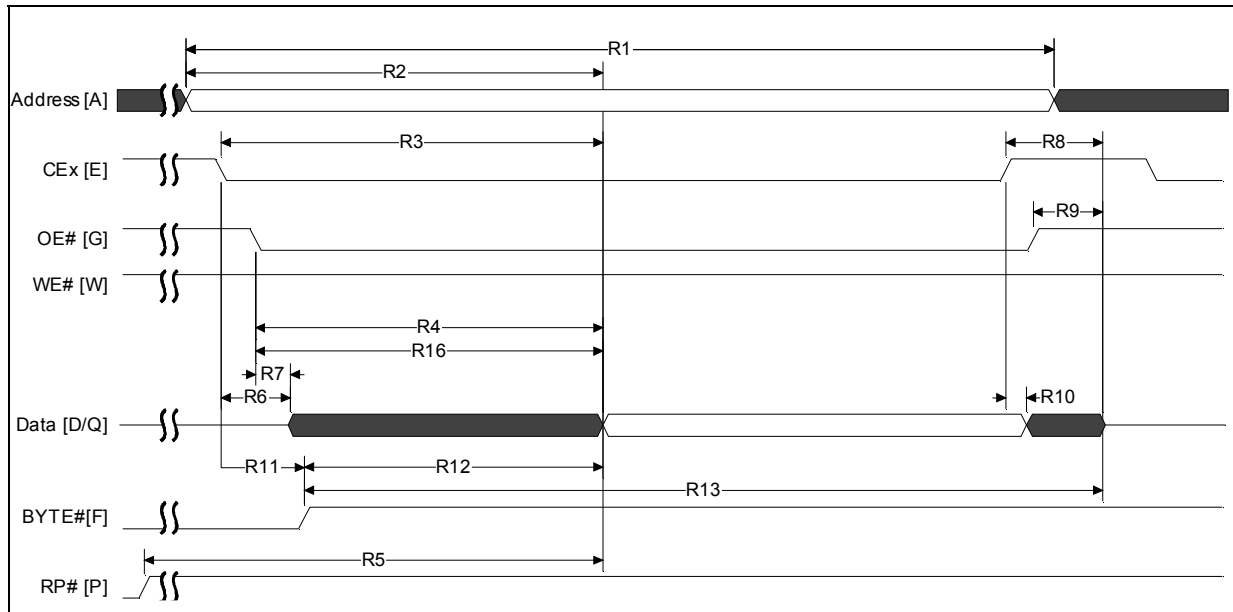 R1
R2
Address [A]
R3
R8
CEx [E]
R9
OE# [G]
WE# [W]
R4
R16
R7
R6
R10
Data [D/Q]
R11
R12
R13
BYTE#[F]
R5
RP# [P]